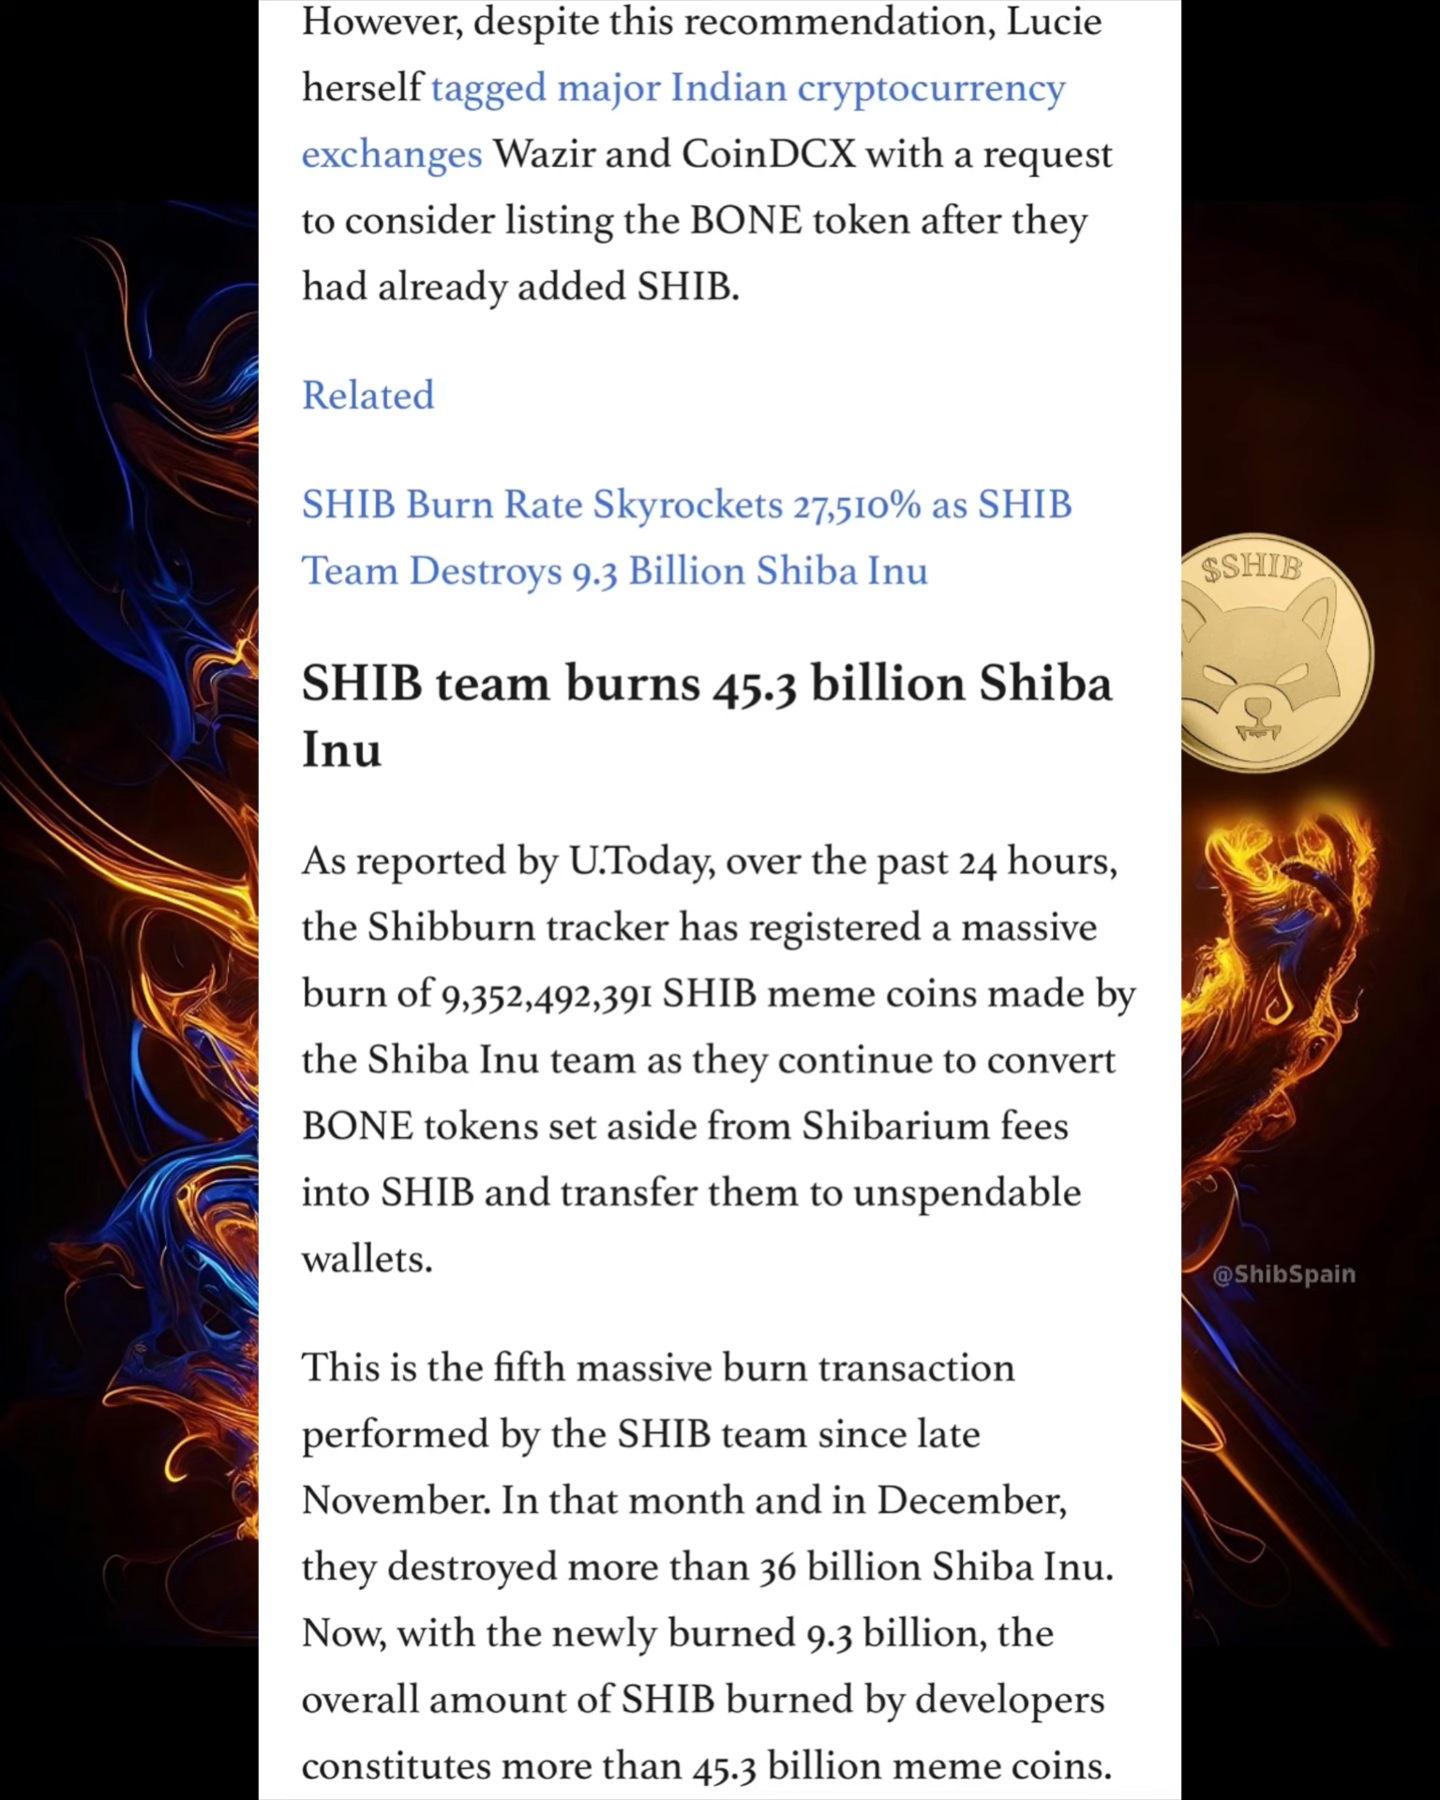 However, despite this recommendation, Lucie
herself tagged major Indian cryptocurrency
exchanges Wazir and CoinDCX with a request
to consider listing the BONE token after they
had already added SHIB.
Related
SHIB Burn Rate Skyrockets 27,510% as SHIB
Team Destroys 9.3 Billion Shiba Inu
SHIB team burns 45.3 billion Shiba
Inu
As reported by U.Today, over the past 24 hours,
the Shibburn tracker has registered a massive
burn of 9,352,492,391 SHIB meme coins made by
the Shiba Inu team as they continue to convert
BONE tokens set aside from Shibarium fees
into SHIB and transfer them to unspendable
wallets.
This is the fifth massive burn transaction
performed by the SHIB team since late
November. In that month and in December,
they destroyed more than 36 billion Shiba Inu.
Now, with the newly burned 9.3 billion, the
overall amount of SHIB burned by developers
constitutes more than 45.3 billion meme coins.
$SHIB
@ShibSpain